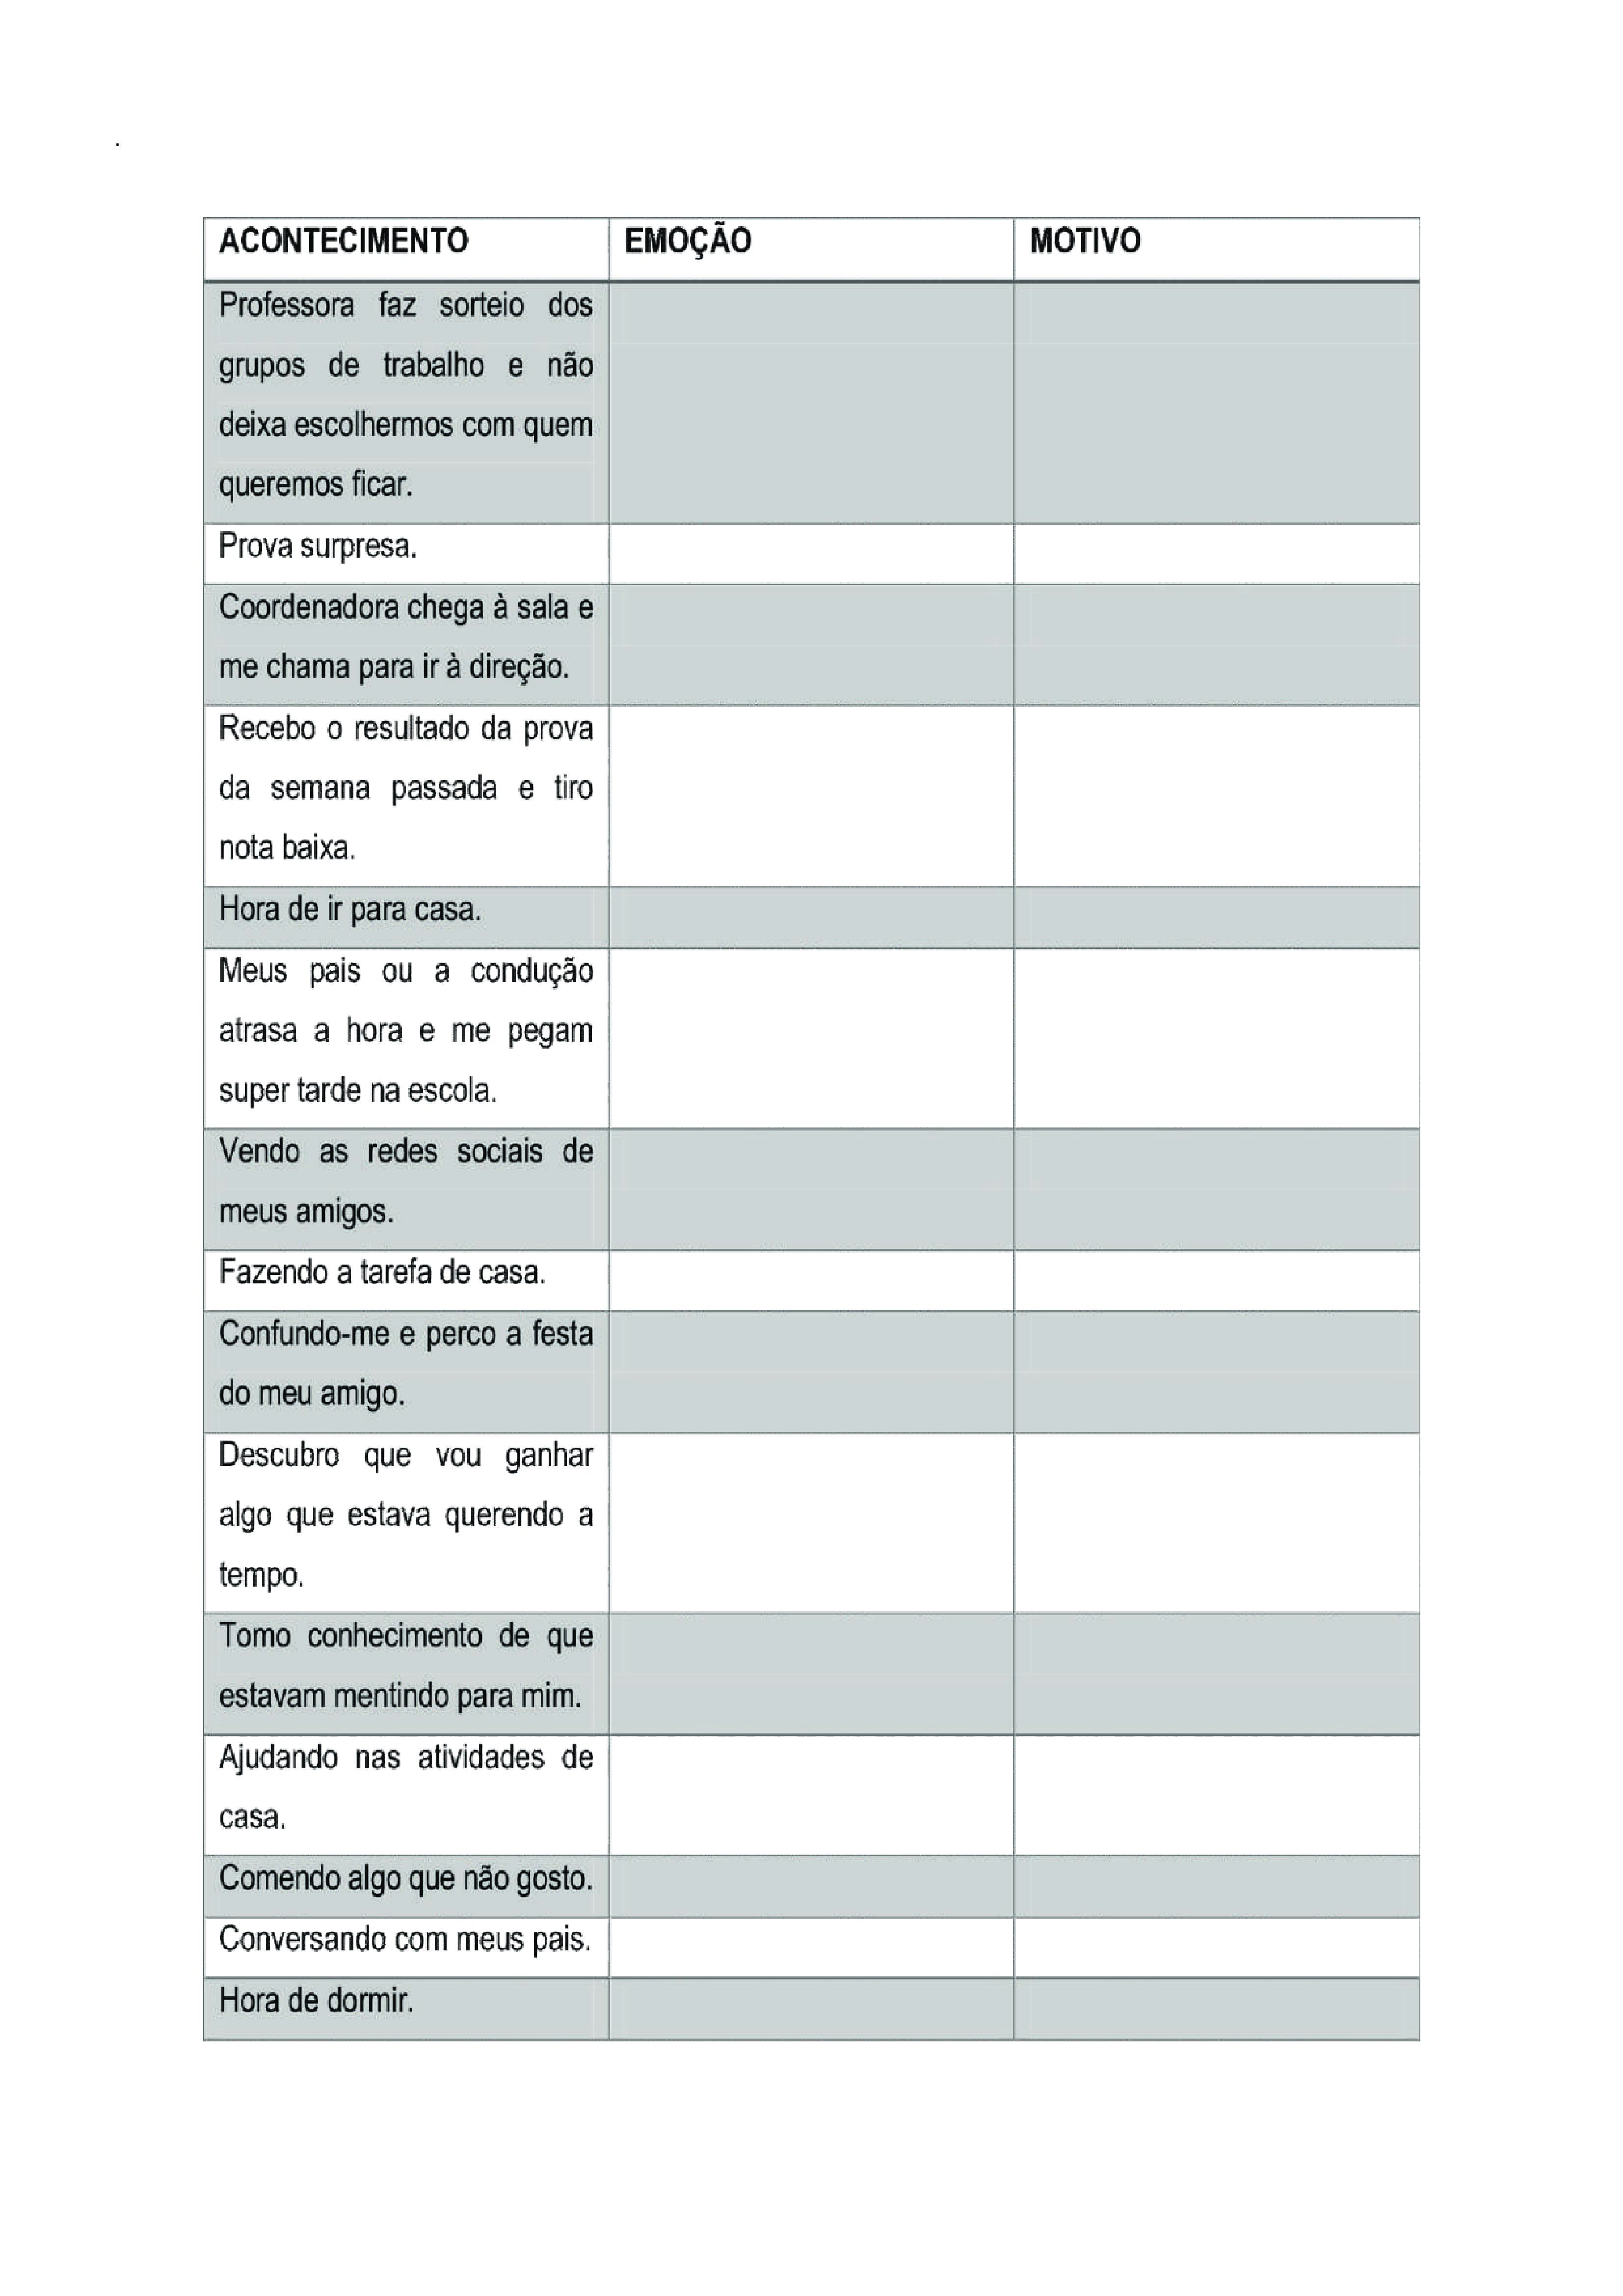 ACONTECIMENTO EMOÇÃO MOTIVO
Professora faz sorteio dos
grupos de trabalho e não
deixa escolhermos com quem
queremos ficar.
Prova surpresa.
Coordenadora chega à sala e
me chama para ir à direção.
Recebo o resultado da prova
da semana passada e tiro
nota baixa.
Hora de ir para casa.
Meus pais ou a condução
atrasa a hora e me pegam
super tarde na escola.
Vendo as redes sociais de
meus amigos.
Fazendo a tarefa de casa.
Confundo-me e perco a festa
do meu amigo.
Descubro que vou ganhar
algo que estava querendo a
tempo.
Tomo conhecimento de que
estavam mentindo para mim.
Ajudando nas atividades de
casa.
Comendo algo que não gosto.
Conversando com meus pais.
Hora de dormir.